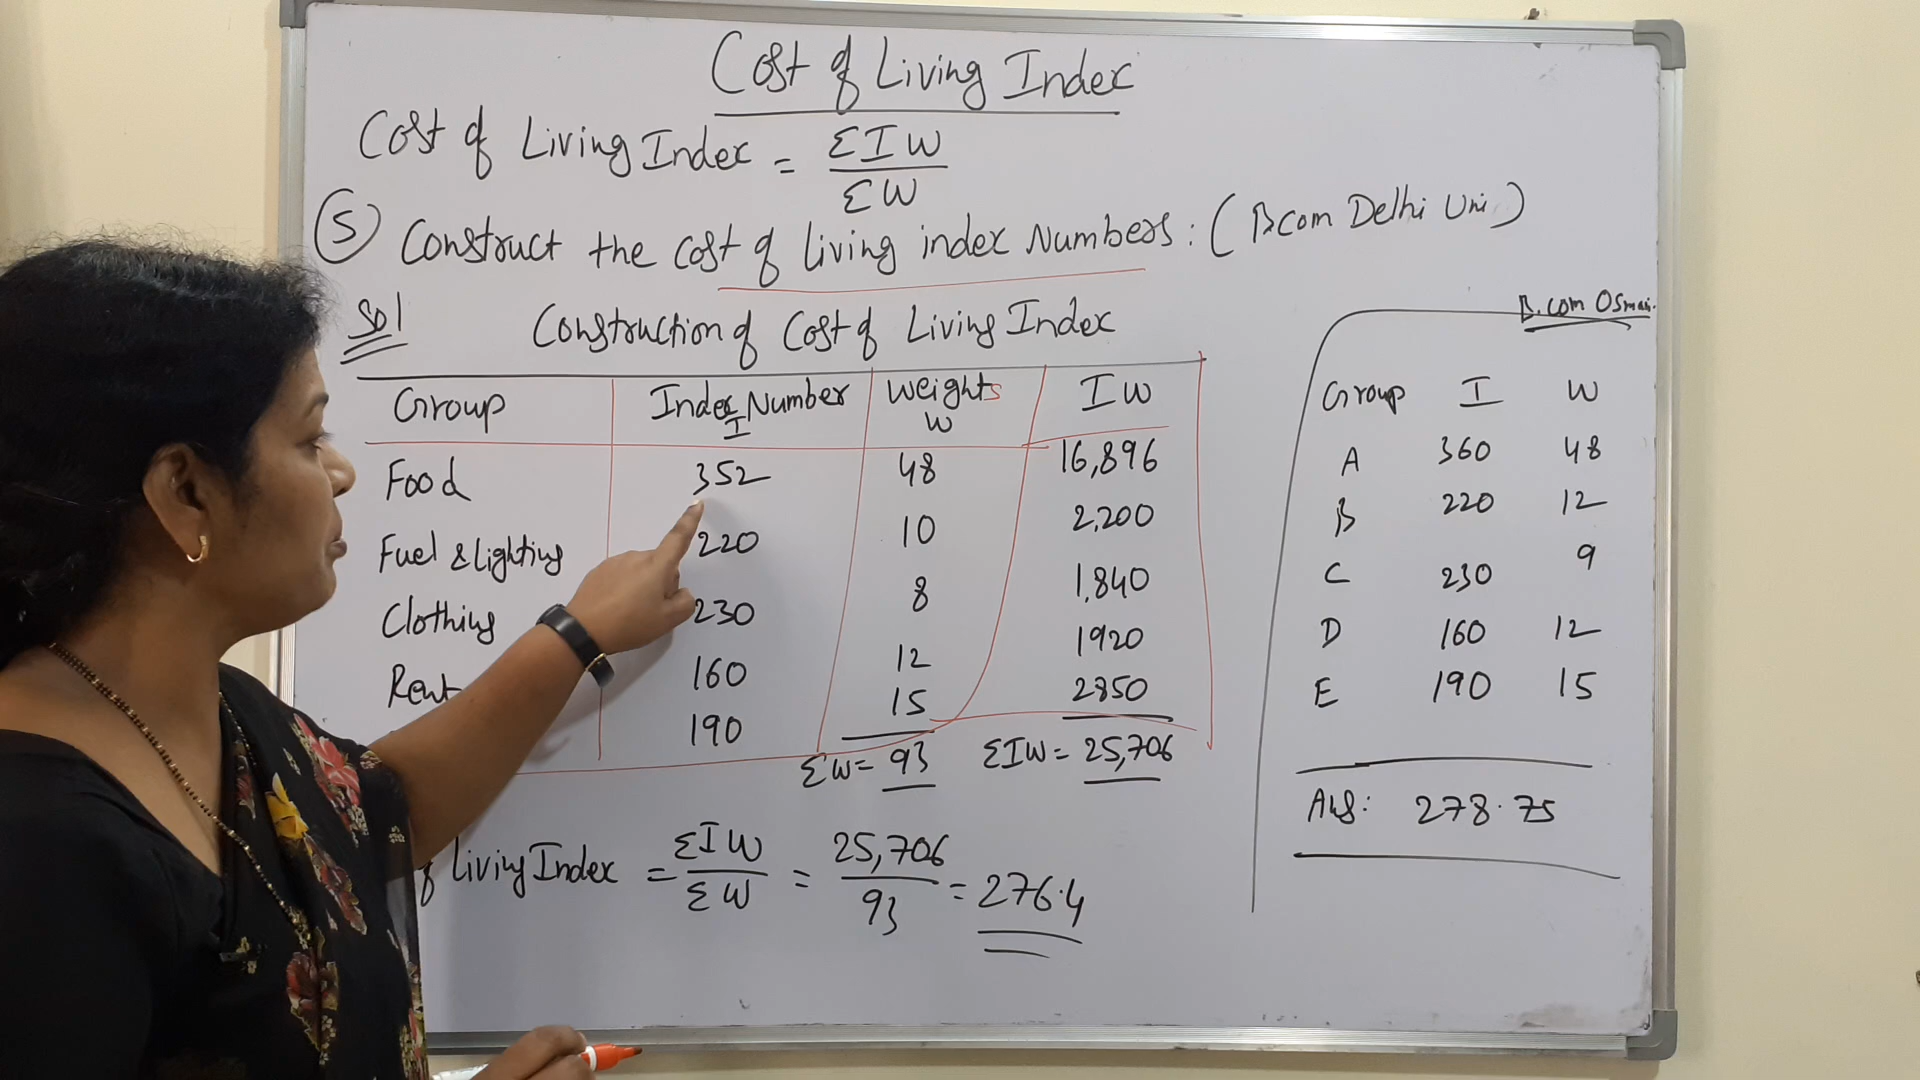 Cost of Living Index
Cost of Living Index = ΣIW / ΣW
(5) Construct the cost of living index Numbers: (Bcom Delhi Uni)
Sol
Construction of Cost of Living Index
Group Index Number I Weights W IW
Food 352 48 16,896
Fuel & Lighting 220 10 2,200
Clothing 230 8 1,840
Rent 160 12 1920
190 15 2850
ΣW = 93 ΣIW = 25,706
of Living Index = ΣIW / ΣW = 25,706 / 93 = 276.4
B.com Osman.
Group I W
A 360 48
B 220 12
C 230 9
D 160 12
E 190 15
Ans: 278.75